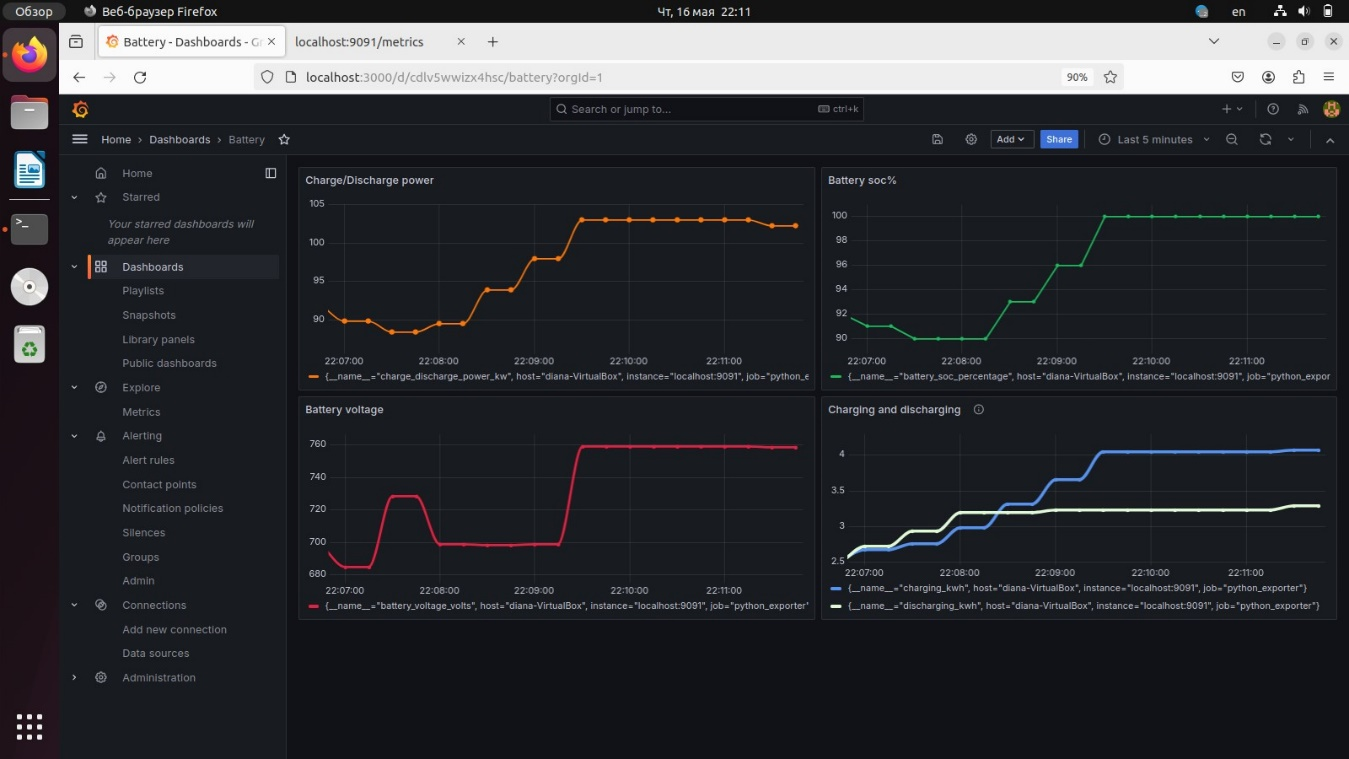 Обзор
Веб-браузер Firefox
Чт, 16 мая 22:11
en
Battery - Dashboards - Gr
localhost:9091/metrics
localhost:3000/d/cdlv5wwizx4hsc/battery?orgId=1
90%
Search or jump to...
ctrl+k
Home › Dashboards › Battery
Add
Share
Last 5 minutes
Home
Starred
Your starred dashboards will
appear here
Dashboards
Playlists
Snapshots
Library panels
Public dashboards
Explore
Metrics
Alerting
Alert rules
Contact points
Notification policies
Silences
Groups
Admin
Connections
Add new connection
Data sources
Administration
Charge/Discharge power
105
100
95
90
22:07:00 22:08:00 22:09:00 22:10:00 22:11:00
{__name__="charge_discharge_power_kw", host="diana-VirtualBox", instance="localhost:9091", job="python_e
Battery soc%
100
98
96
94
92
90
22:07:00 22:08:00 22:09:00 22:10:00 22:11:00
{__name__="battery_soc_percentage", host="diana-VirtualBox", instance="localhost:9091", job="python_expor
Battery voltage
760
740
720
700
680
22:07:00 22:08:00 22:09:00 22:10:00 22:11:00
{__name__="battery_voltage_volts", host="diana-VirtualBox", instance="localhost:9091", job="python_exporter"
Charging and discharging
4
3.5
3
2.5
22:07:00 22:08:00 22:09:00 22:10:00 22:11:00
{__name__="charging_kwh", host="diana-VirtualBox", instance="localhost:9091", job="python_exporter"}
{__name__="discharging_kwh", host="diana-VirtualBox", instance="localhost:9091", job="python_exporter"}